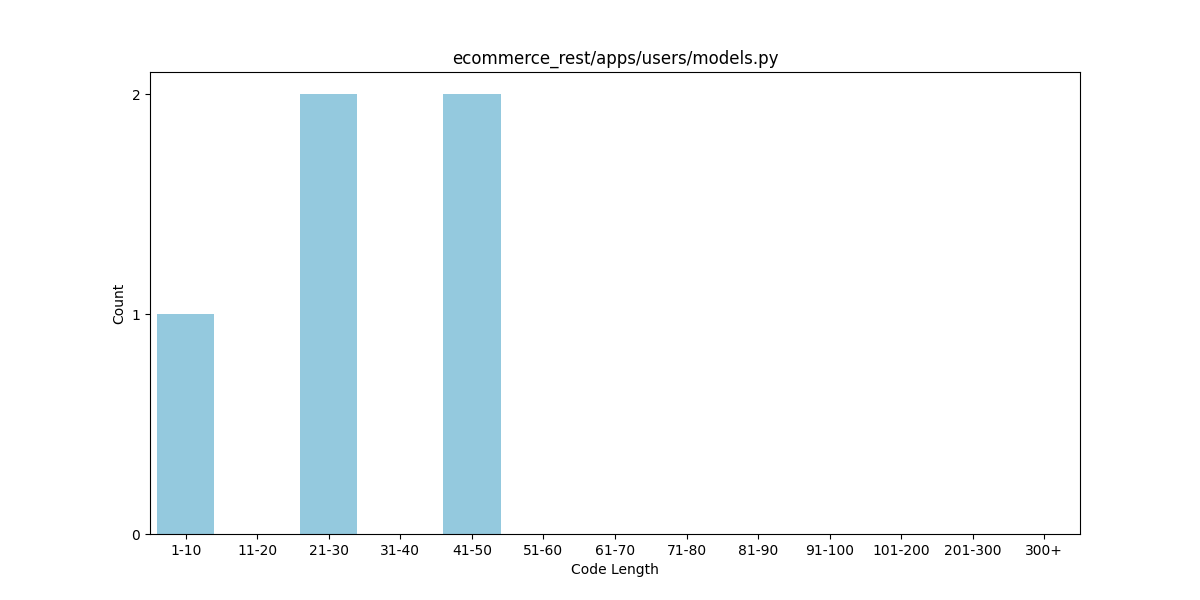 ecommerce_rest/apps/users/models.py
Count
2
1
0
1-10 11-20 21-30 31-40 41-50 51-60 61-70 71-80 81-90 91-100 101-200 201-300 300+
Code Length